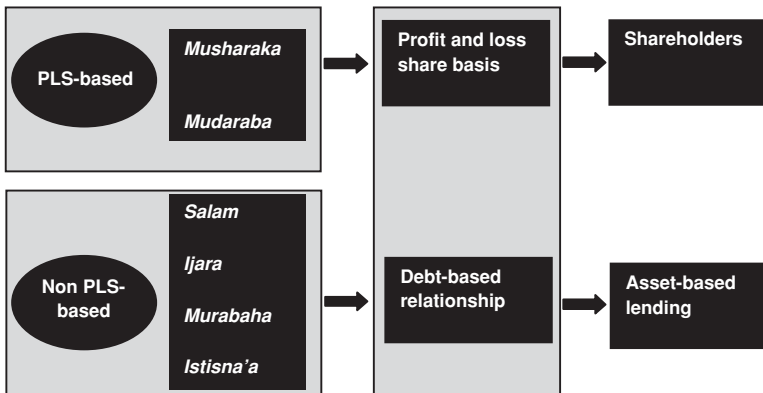 PLS-based
Musharaka
Mudaraba
Profit and loss
share basis
Shareholders
Non PLS-
based
Salam
Ijara
Murabaha
Istisna’a
Debt-based
relationship
Asset-based
lending